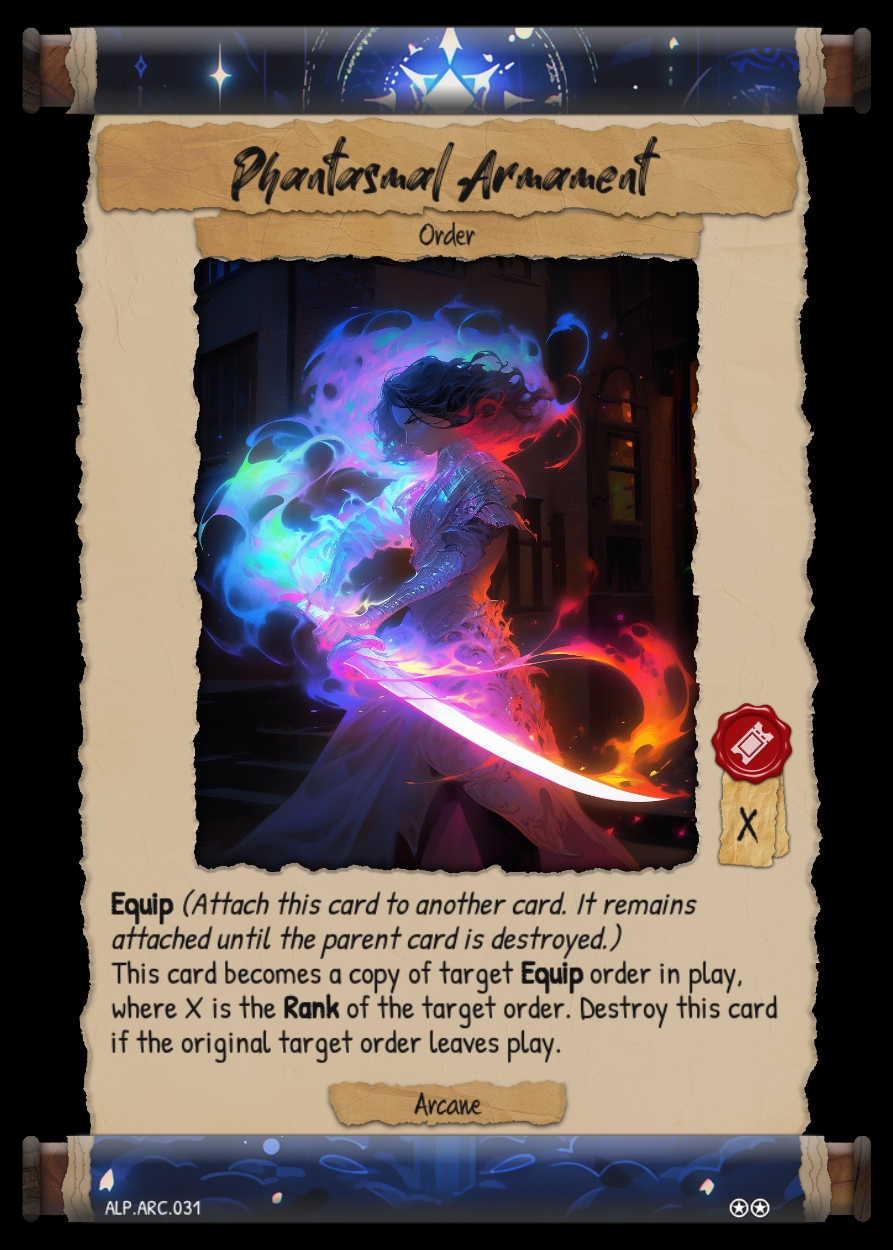 Phantasmal Armament
Order
X
Equip (Attach this card to another card. It remains
attached until the parent card is destroyed.)
This card becomes a copy of target Equip order in play,
where X is the Rank of the target order. Destroy this card
if the original target order leaves play.
Arcane
ALP.ARC.031